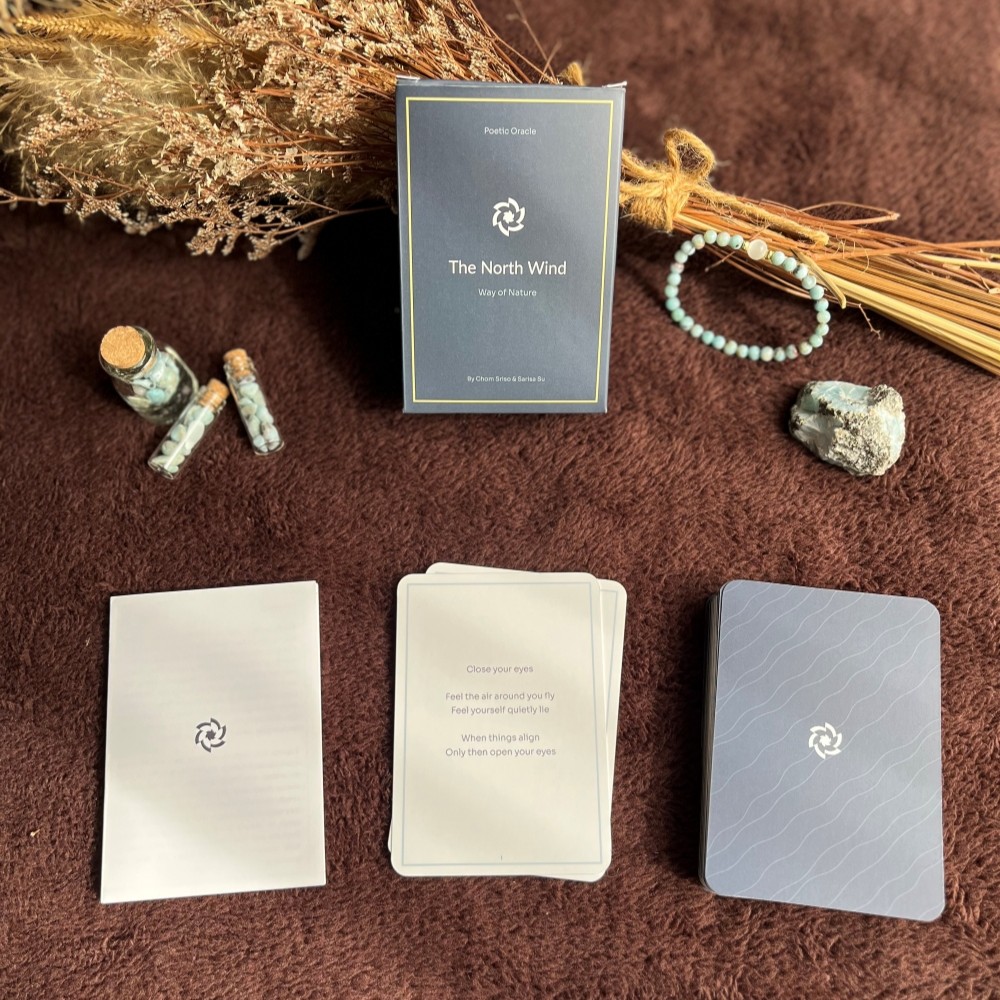 Poetic Oracle
The North Wind
Way of Nature
By Chom Sriso & Sarisa Su
Close your eyes
Feel the air around you fly
Feel yourself quietly lie
When things align
Only then open your eyes
1